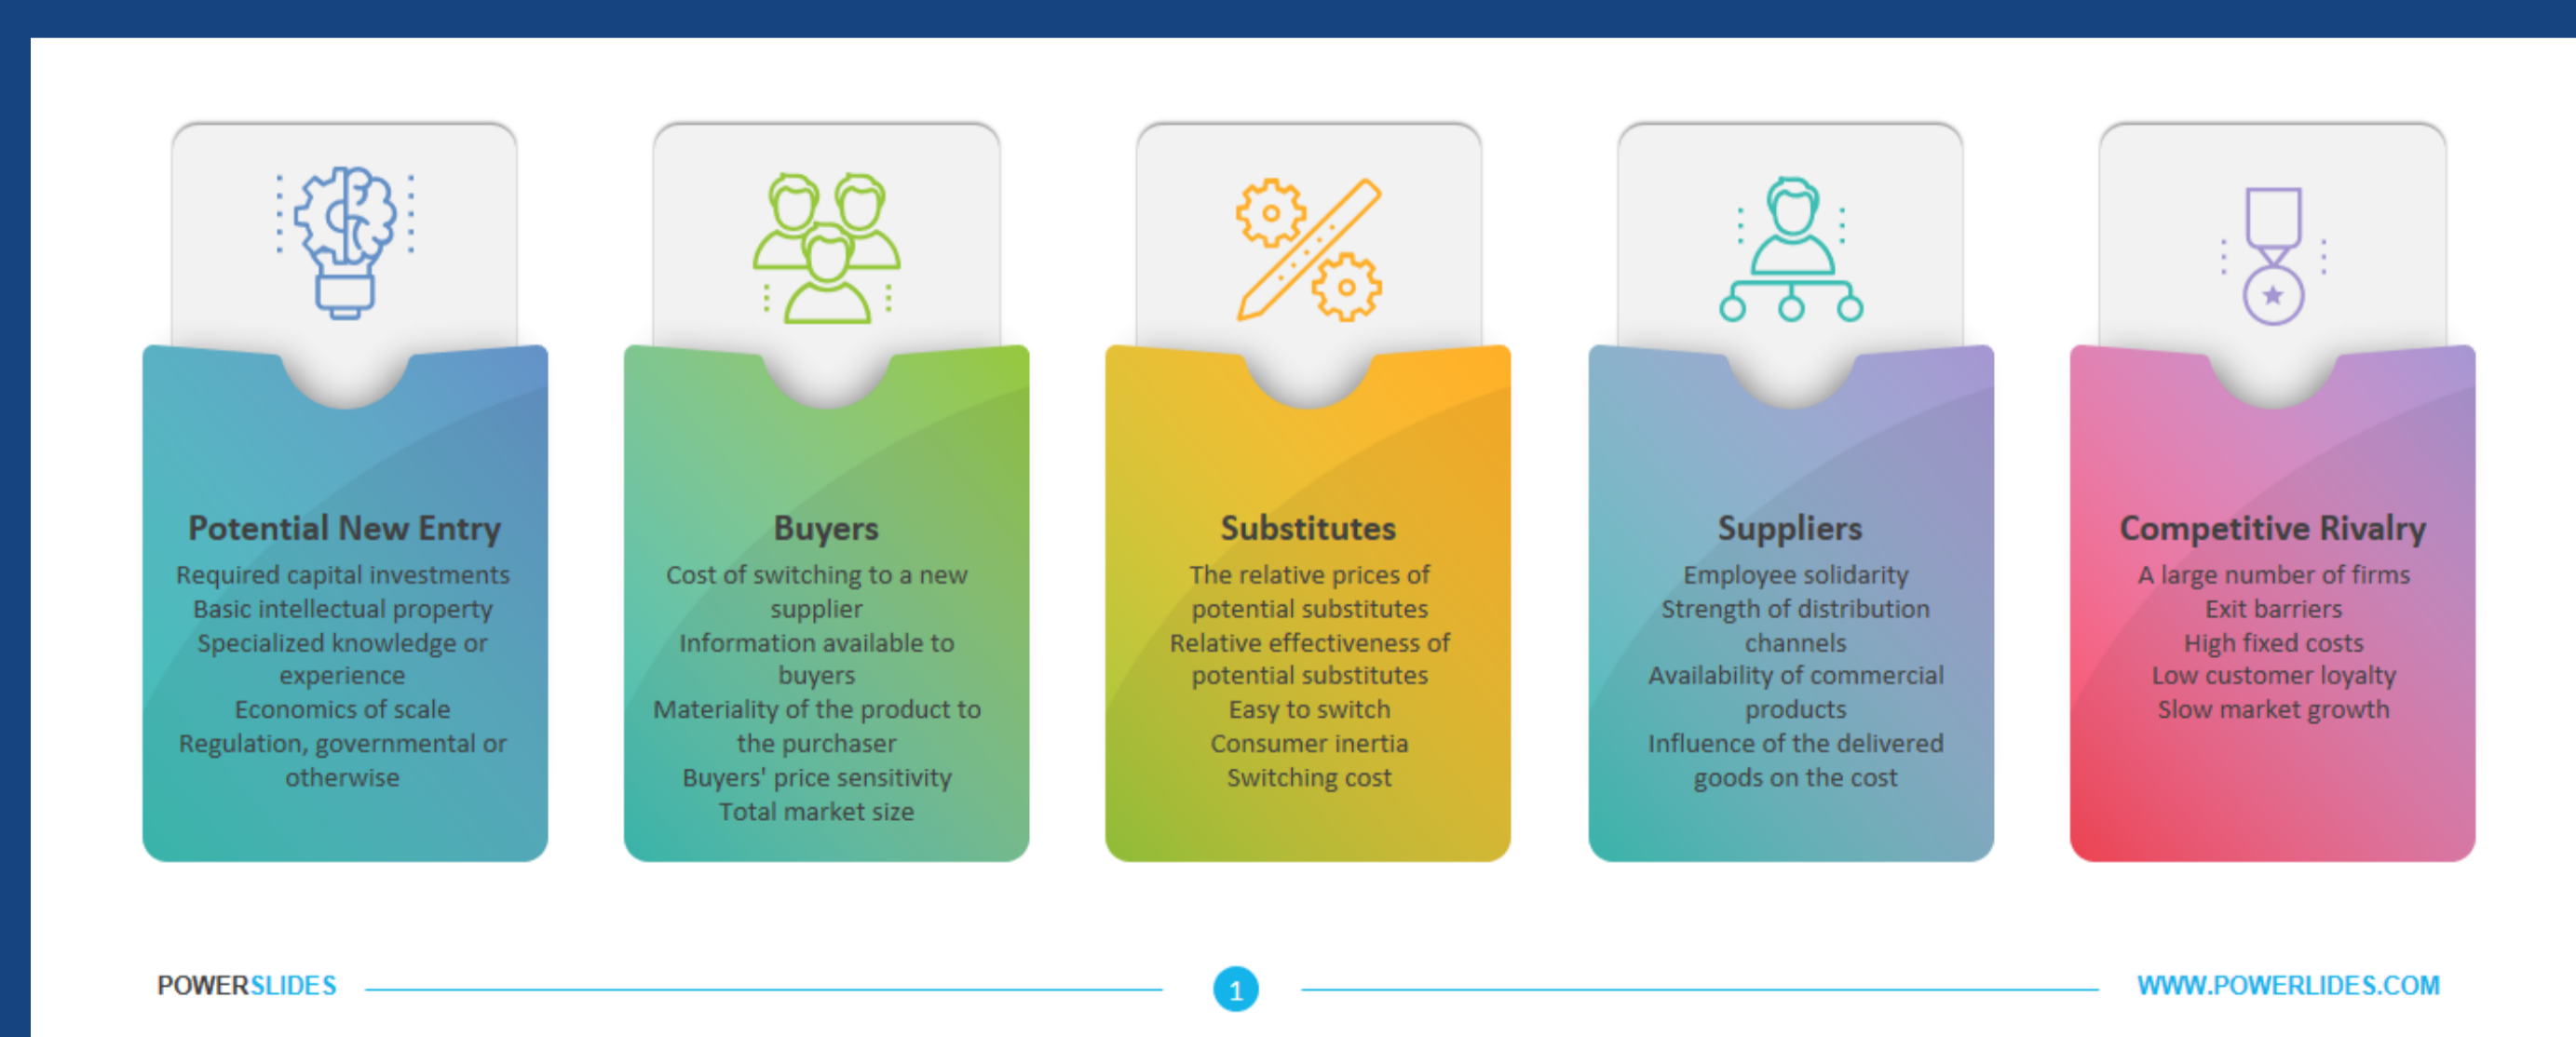 Potential New Entry
Required capital investments
Basic intellectual property
Specialized knowledge or
experience
Economics of scale
Regulation, governmental or
otherwise
Buyers
Cost of switching to a new
supplier
Information available to
buyers
Materiality of the product to
the purchaser
Buyers' price sensitivity
Total market size
Substitutes
The relative prices of
potential substitutes
Relative effectiveness of
potential substitutes
Easy to switch
Consumer inertia
Switching cost
Suppliers
Employee solidarity
Strength of distribution
channels
Availability of commercial
products
Influence of the delivered
goods on the cost
Competitive Rivalry
A large number of firms
Exit barriers
High fixed costs
Low customer loyalty
Slow market growth
POWERSLIDES
1
WWW.POWERLIDES.COM